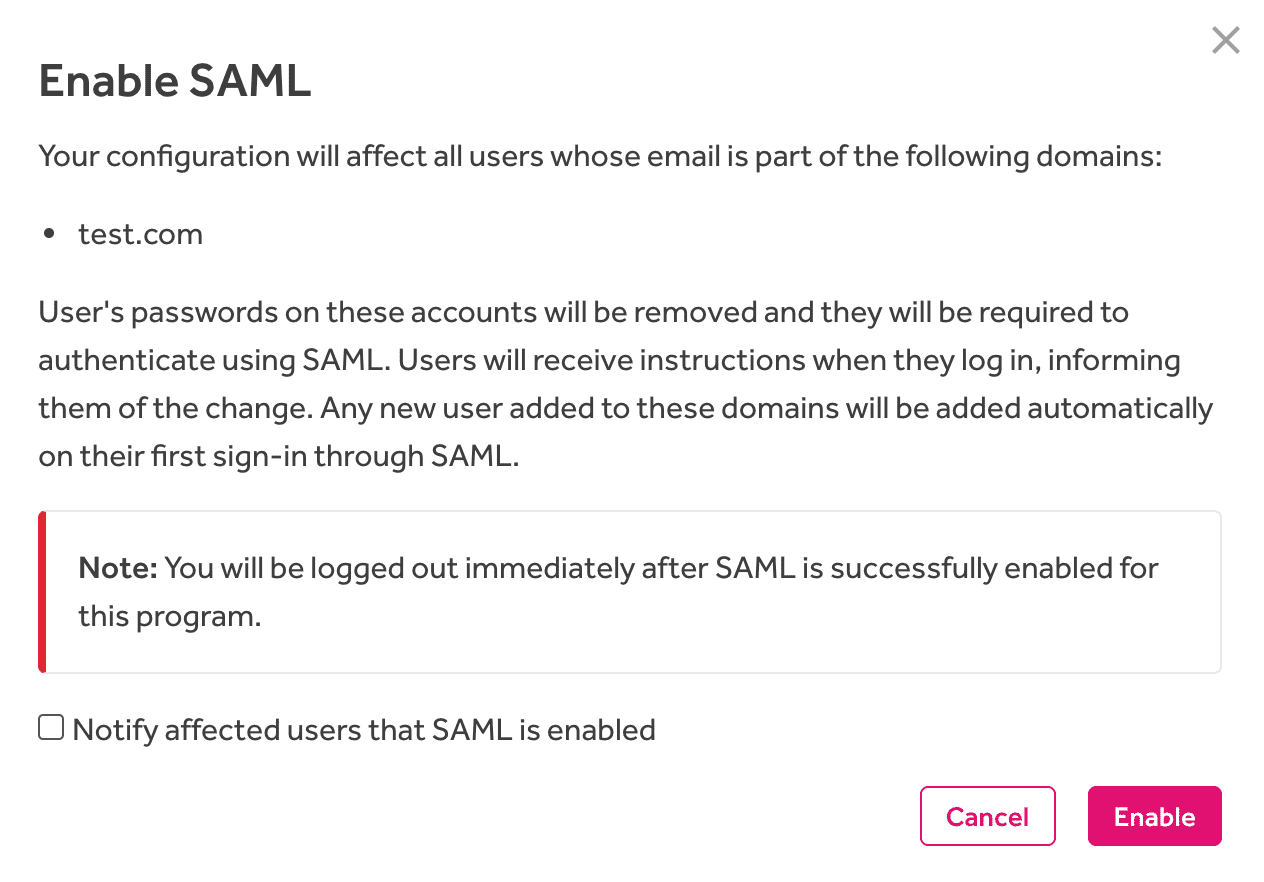 Enable SAML
Your configuration will affect all users whose email is part of the following domains:
• test.com
User's passwords on these accounts will be removed and they will be required to
authenticate using SAML. Users will receive instructions when they log in, informing
them of the change. Any new user added to these domains will be added automatically
on their first sign-in through SAML.
Note: You will be logged out immediately after SAML is successfully enabled for
this program.
Notify affected users that SAML is enabled
Cancel
Enable